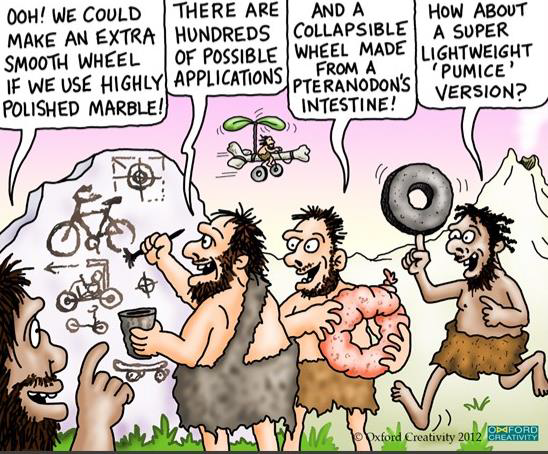 OOH! WE COULD
MAKE AN EXTRA
SMOOTH WHEEL
IF WE USE HIGHLY
POLISHED MARBLE!
THERE ARE
HUNDREDS
OF POSSIBLE
APPLICATIONS
AND A
COLLAPSIBLE
WHEEL MADE
FROM A
PTERANODON'S
INTESTINE!
HOW ABOUT
A SUPER
LIGHTWEIGHT
'PUMICE'
VERSION?
© Oxford Creativity 2012
OXFORD
CREATIVITY